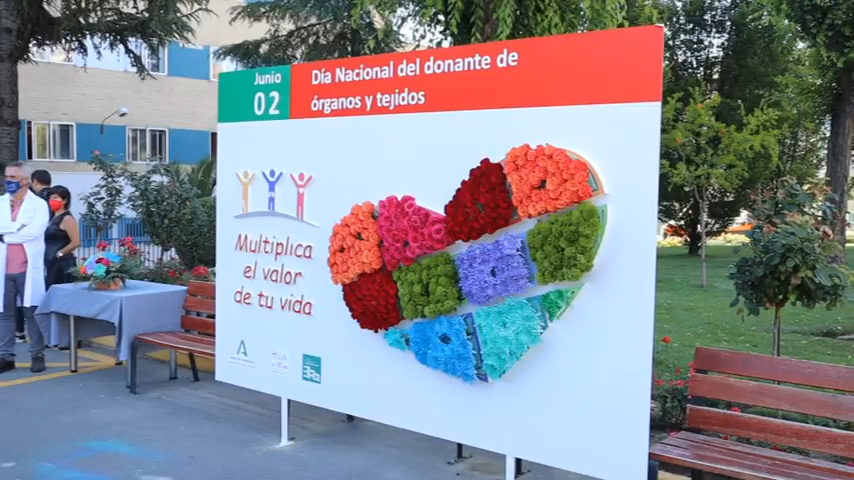 Junio
02
Día Nacional del donante de
órganos y tejidos
Multiplica
el valor
de tu vida